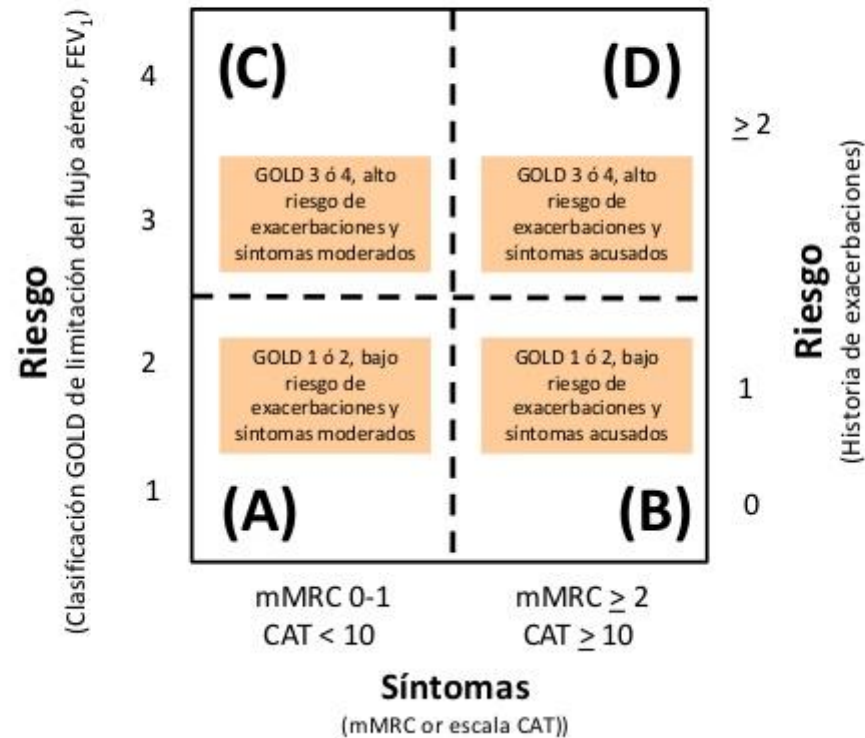 (C)
(D)
4
3
2
1
Riesgo
(Clasificación GOLD de limitación del flujo aéreo, FEV1)
GOLD 3 ó 4, alto
riesgo de
exacerbaciones y
síntomas moderados
GOLD 3 ó 4, alto
riesgo de
exacerbaciones y
síntomas acusados
GOLD 1 ó 2, bajo
riesgo de
exacerbaciones y
síntomas moderados
GOLD 1 ó 2, bajo
riesgo de
exacerbaciones y
síntomas acusados
(A)
(B)
≥ 2
1
0
Riesgo
(Historia de exacerbaciones)
mMRC 0-1
CAT < 10
mMRC ≥ 2
CAT ≥ 10
Síntomas
(mMRC or escala CAT))